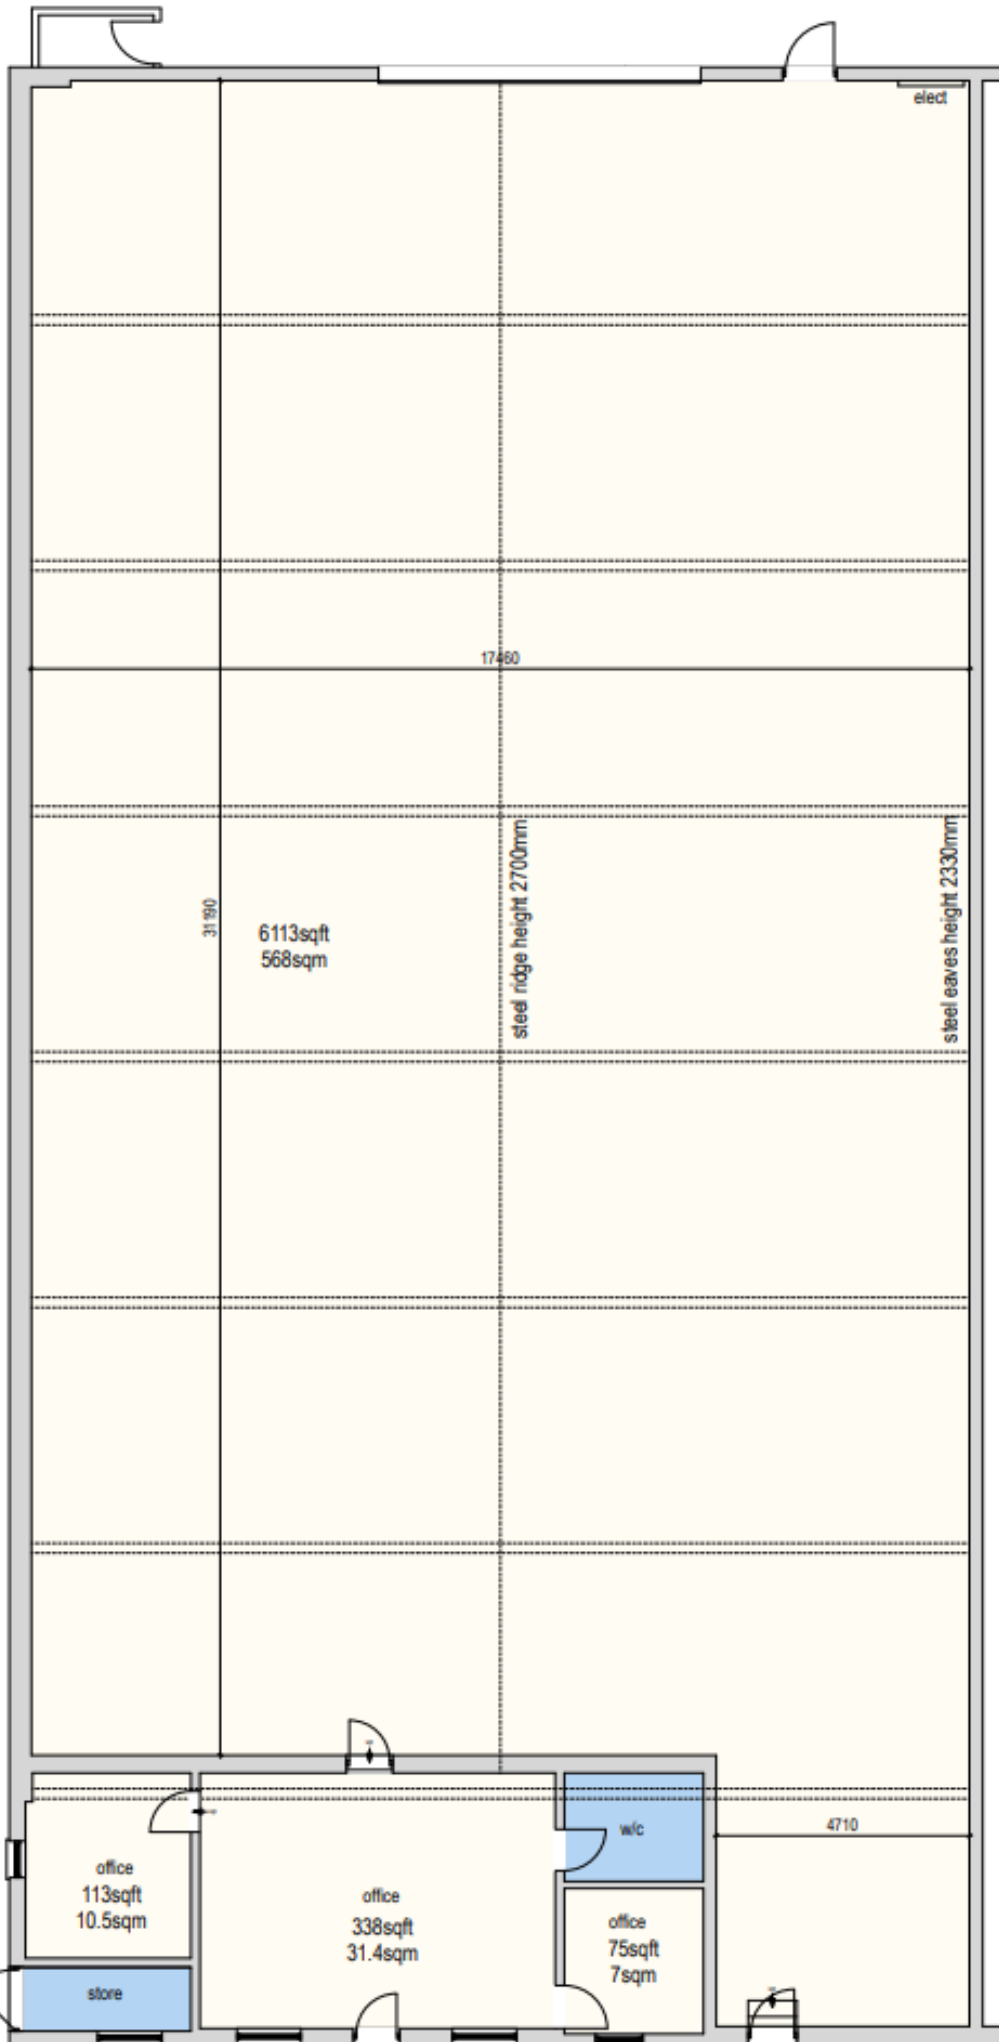 elect
17460
steel ridge height 2700mm
steel eaves height 2330mm
31190
6113sqft
568sqm
4710
w/c
office
113sqft
10.5sqm
office
338sqft
31.4sqm
office
75sqft
7sqm
store